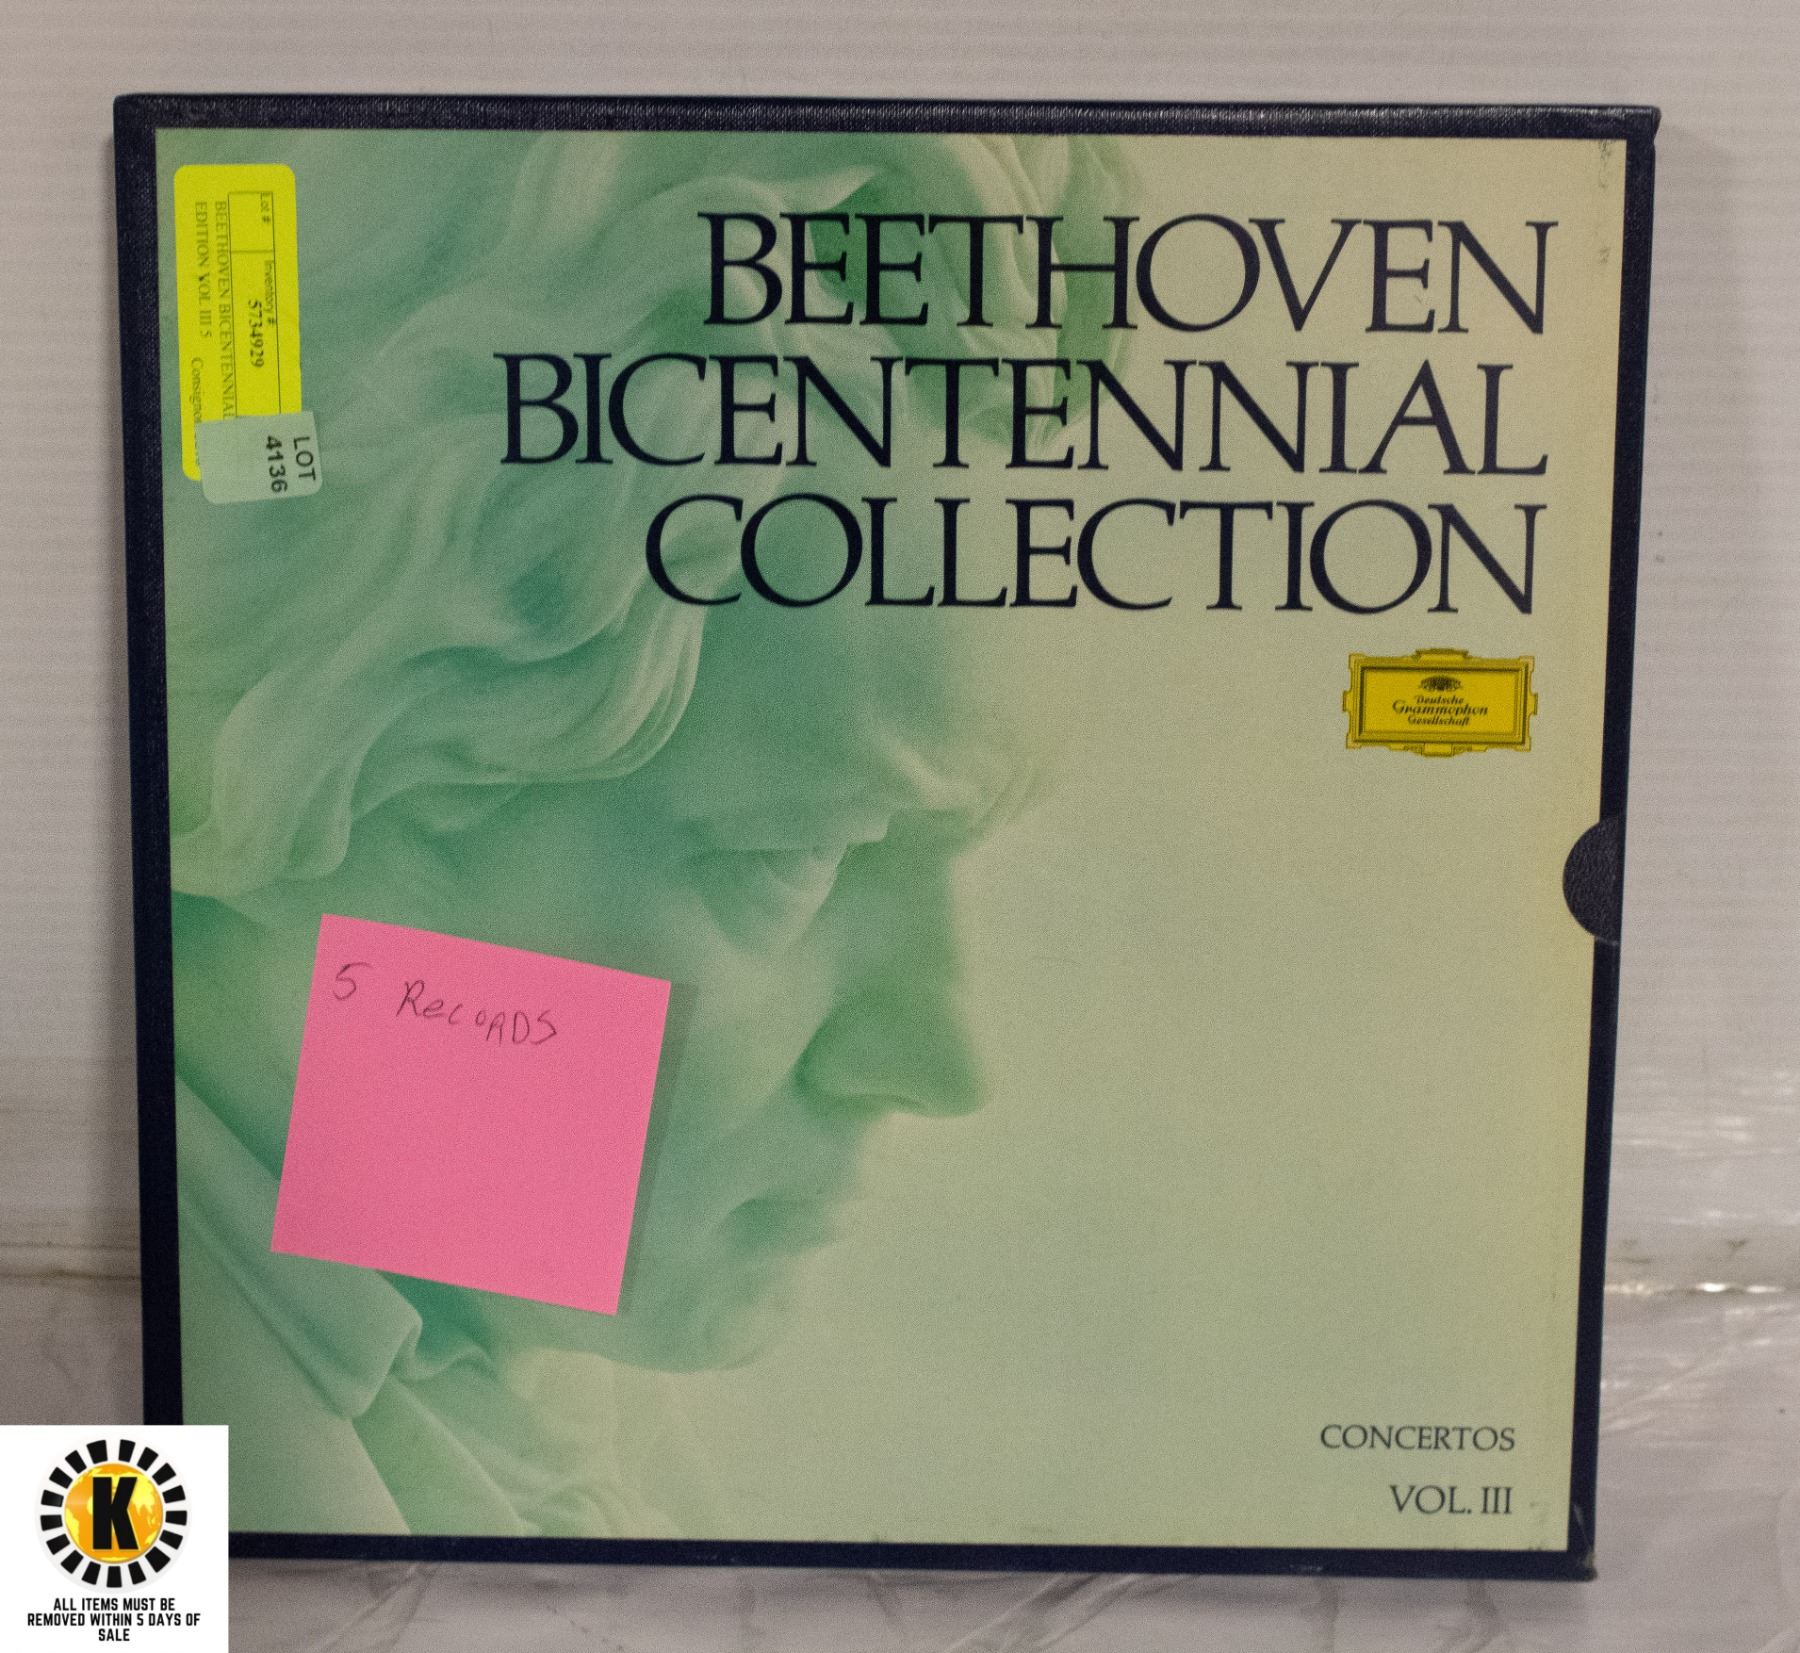 BEETHOVEN
BICENTENNIAL
COLLECTION
Deutsche
Grammophon
Gesellschaft
Lot #
Inventory #
5734929
BEETHOVEN BICENTENNIAL
EDITION VOL III 5
LOT
4136
5 RECORDS
CONCERTOS
VOL. III
K
ALL ITEMS MUST BE
REMOVED WITHIN 5 DAYS OF
SALE